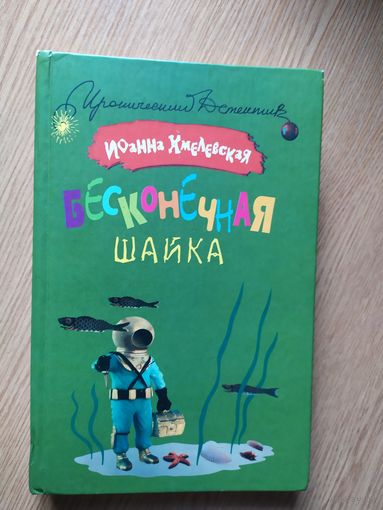 Иронический Детектив
Иоанна Хмелевская
БЕСКОНЕЧНАЯ
ШАЙКА